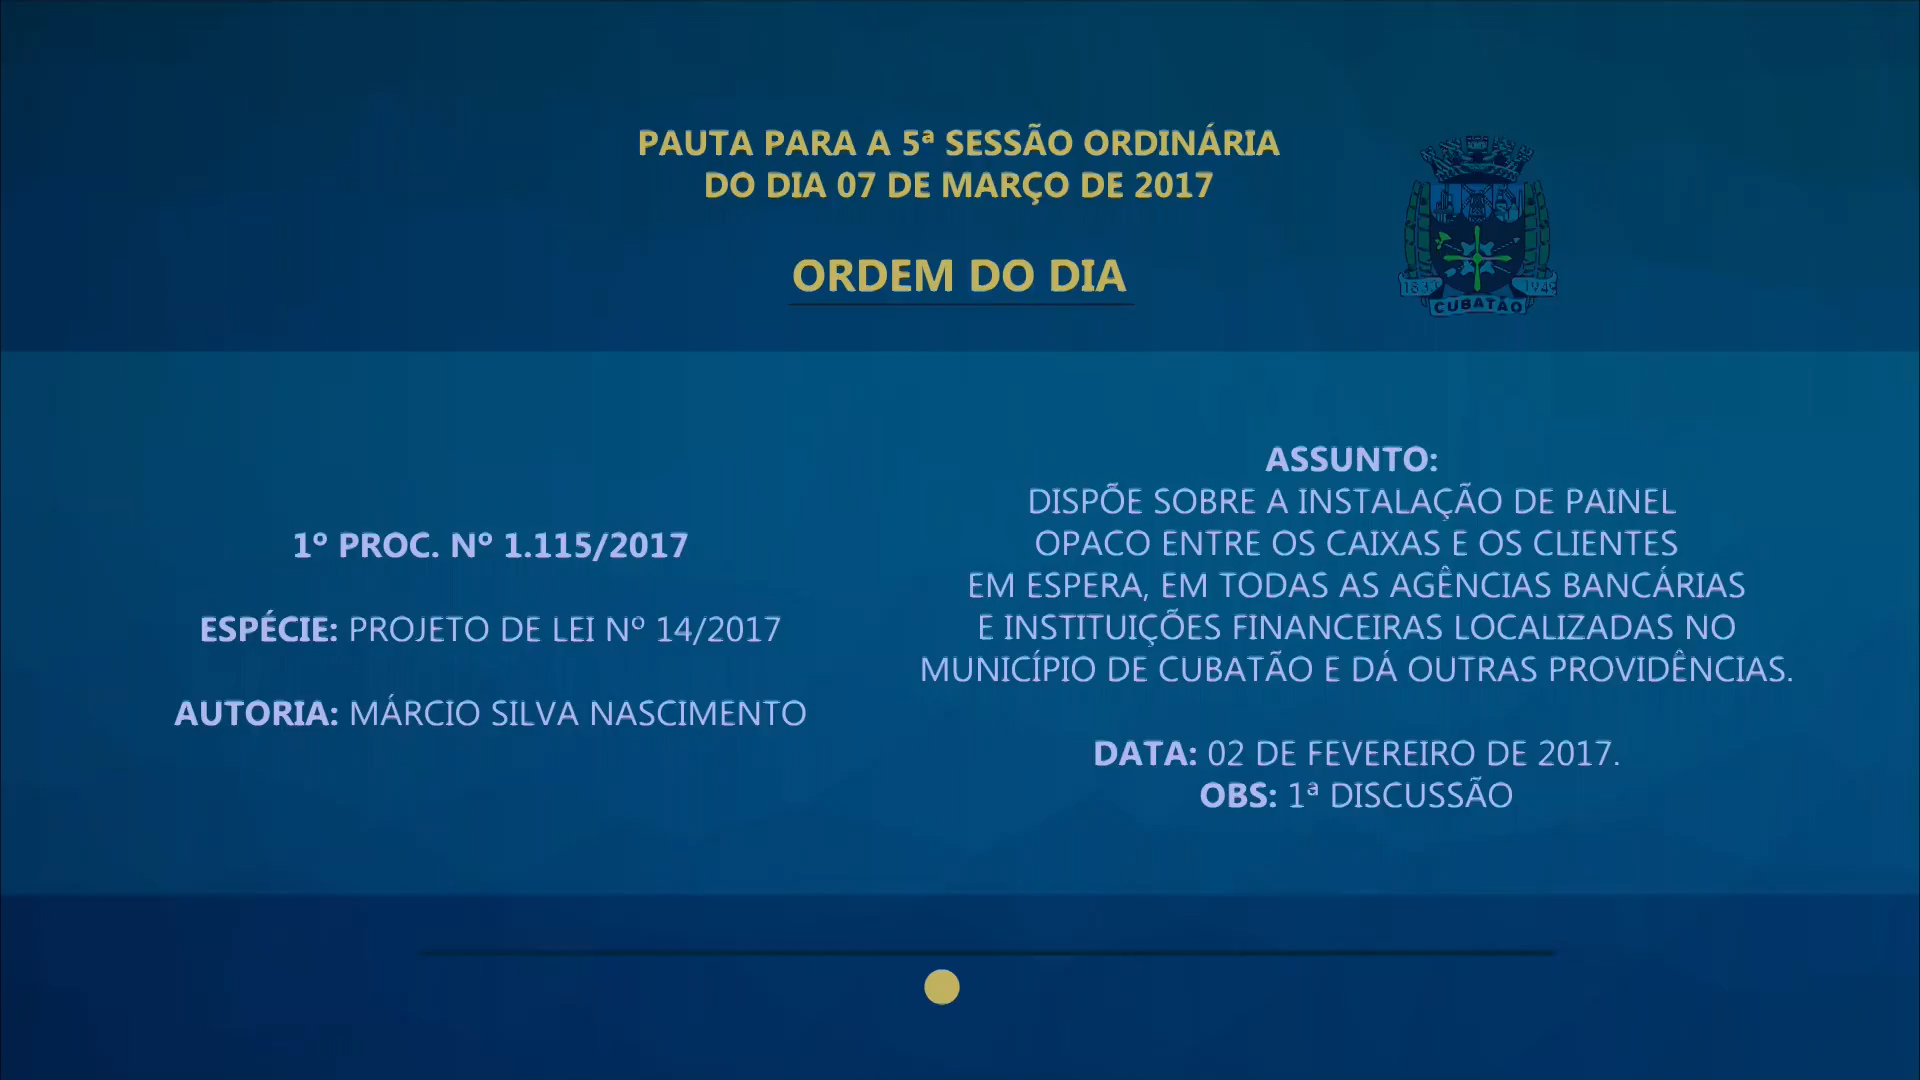 PAUTA PARA A 5ª SESSÃO ORDINÁRIA
DO DIA 07 DE MARÇO DE 2017
ORDEM DO DIA
1833 1949
CUBATÃO
1º PROC. Nº 1.115/2017
ESPÉCIE: PROJETO DE LEI Nº 14/2017
AUTORIA: MÁRCIO SILVA NASCIMENTO
ASSUNTO:
DISPÕE SOBRE A INSTALAÇÃO DE PAINEL
OPACO ENTRE OS CAIXAS E OS CLIENTES
EM ESPERA, EM TODAS AS AGÊNCIAS BANCÁRIAS
E INSTITUIÇÕES FINANCEIRAS LOCALIZADAS NO
MUNICÍPIO DE CUBATÃO E DÁ OUTRAS PROVIDÊNCIAS.
DATA: 02 DE FEVEREIRO DE 2017.
OBS: 1ª DISCUSSÃO